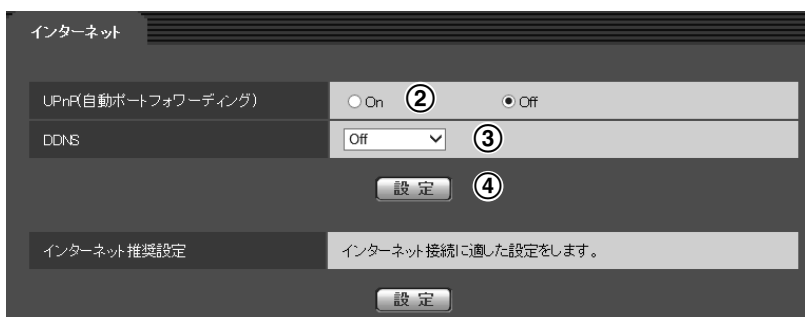 インターネット
UPnP(自動ポートフォワーディング) On ② Off
DDNS Off ③
設定 ④
インターネット推奨設定 インターネット接続に適した設定をします。
設定